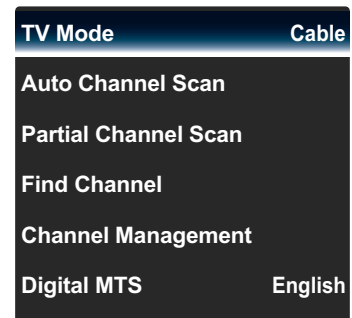 TV Mode Cable
Auto Channel Scan
Partial Channel Scan
Find Channel
Channel Management
Digital MTS English